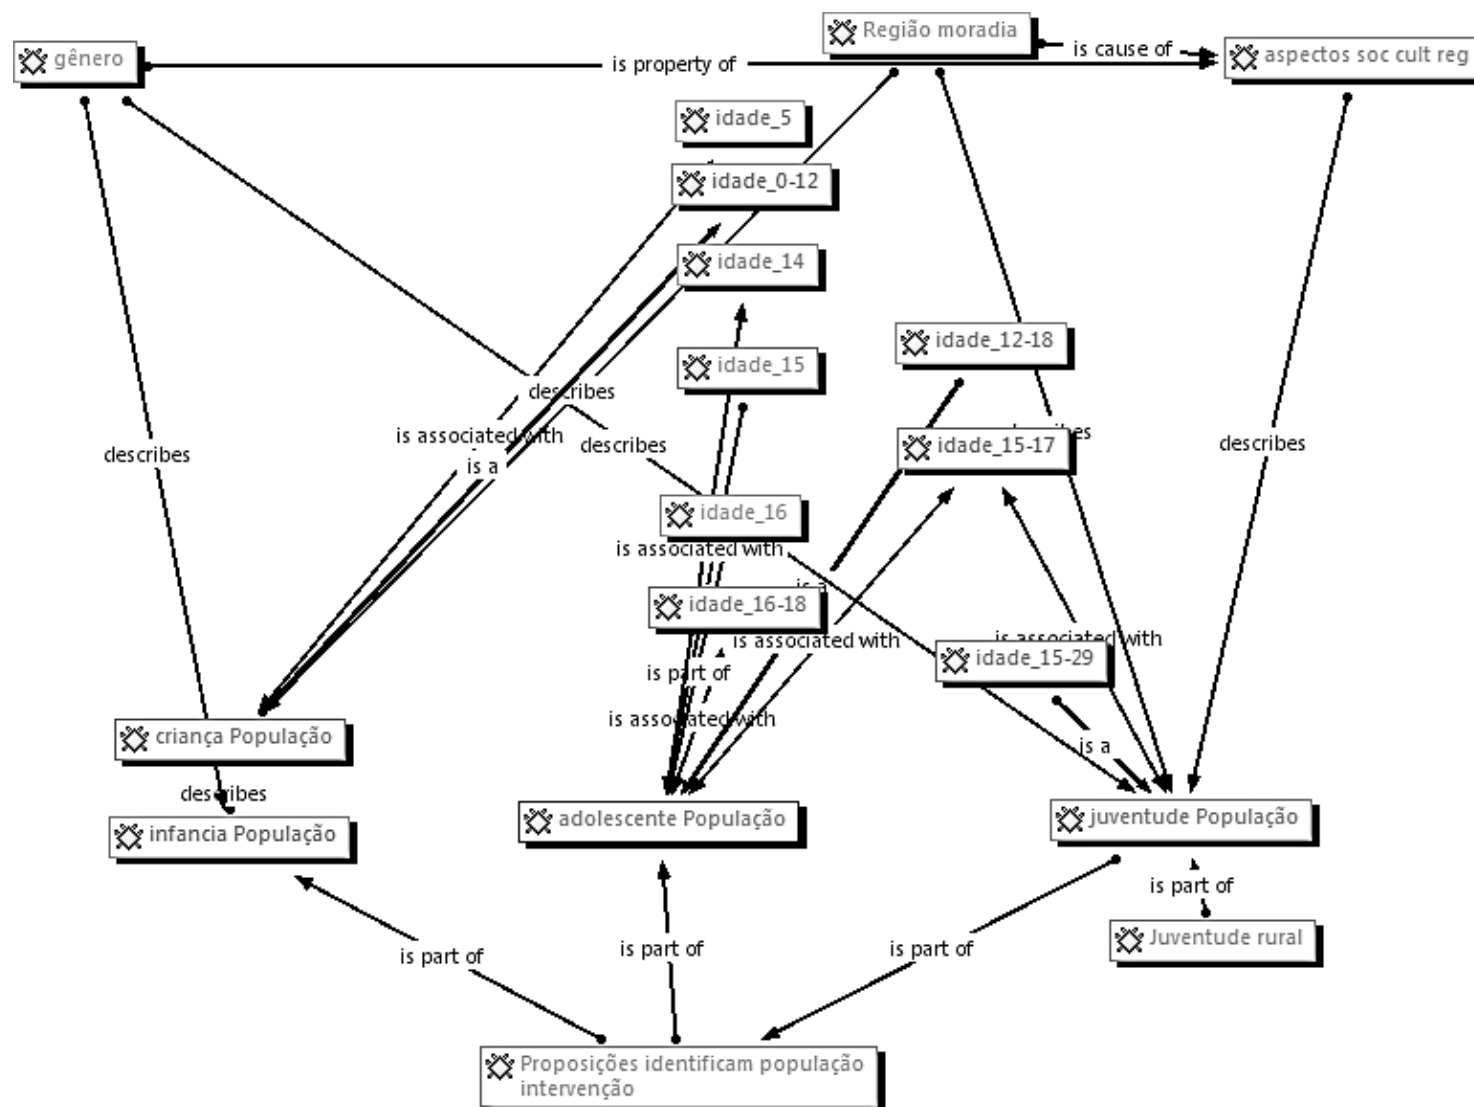 Região moradia
gênero
is property of
is cause of
aspectos soc cult reg
idade_5
idade_0-12
idade_14
idade_12-18
idade_15
describes
is associated with
is a
describes
describes
describes
idade_15-17
describes
idade_16
is associated with
is a
idade_16-18
is associated with
is associated with
idade_15-29
is part of
is associated with
is a
criança População
describes
infancia População
adolescente População
juventude População
is part of
Juventude rural
is part of
is part of
is part of
Proposições identificam população
intervenção